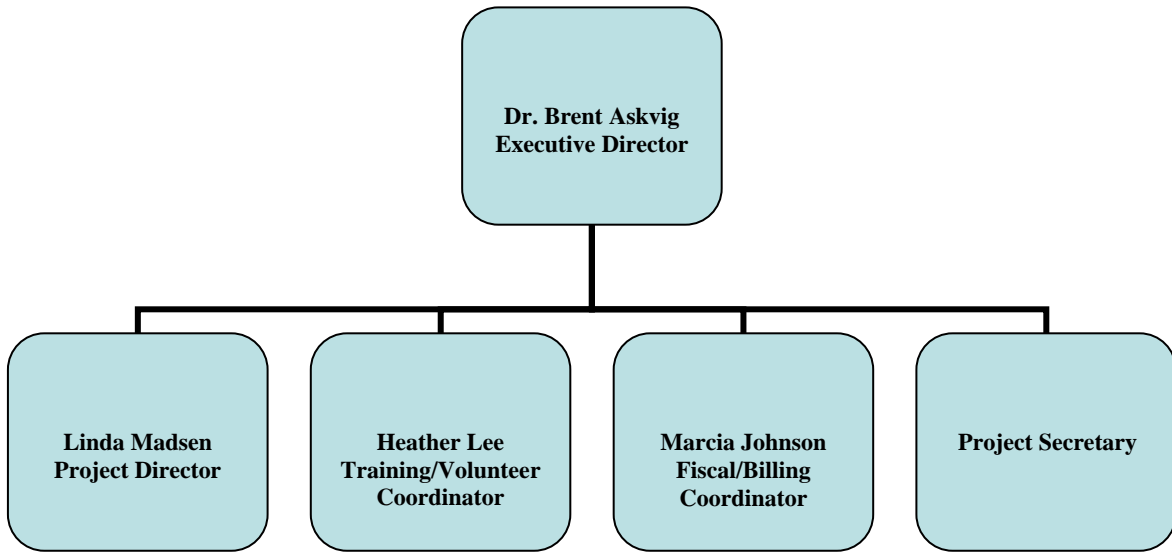 Dr. Brent Askvig
Executive Director
Linda Madsen
Project Director
Heather Lee
Training/Volunteer
Coordinator
Marcia Johnson
Fiscal/Billing
Coordinator
Project Secretary